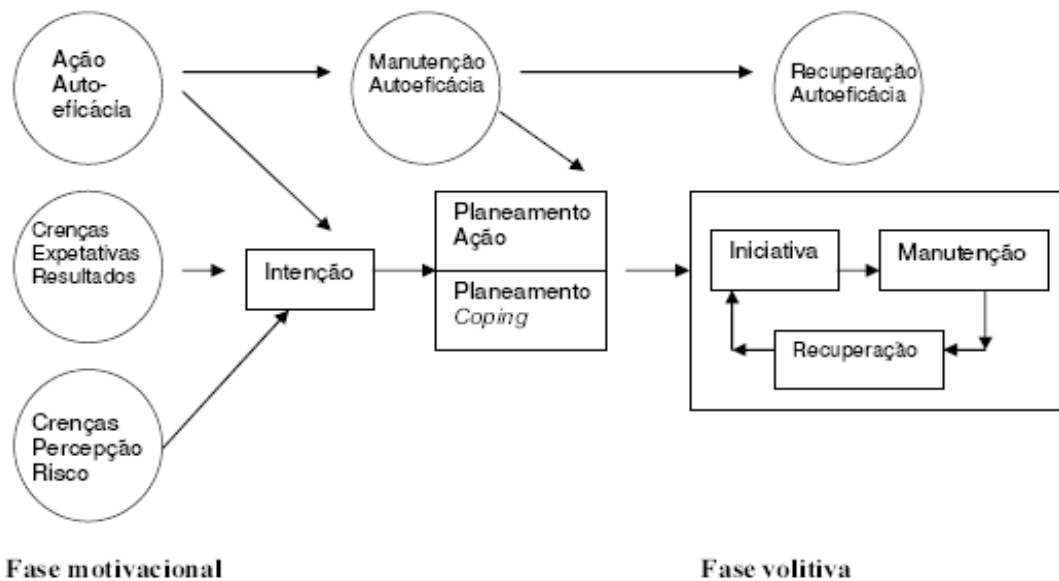 Ação
Auto-
eficácia
Manutenção
Autoeficácia
Recuperação
Autoeficácia
Crenças
Expetativas
Resultados
Intenção
Planeamento
Ação
Planeamento
Coping
Iniciativa
Manutenção
Recuperação
Crenças
Percepção
Risco
Fase motivacional
Fase volitiva